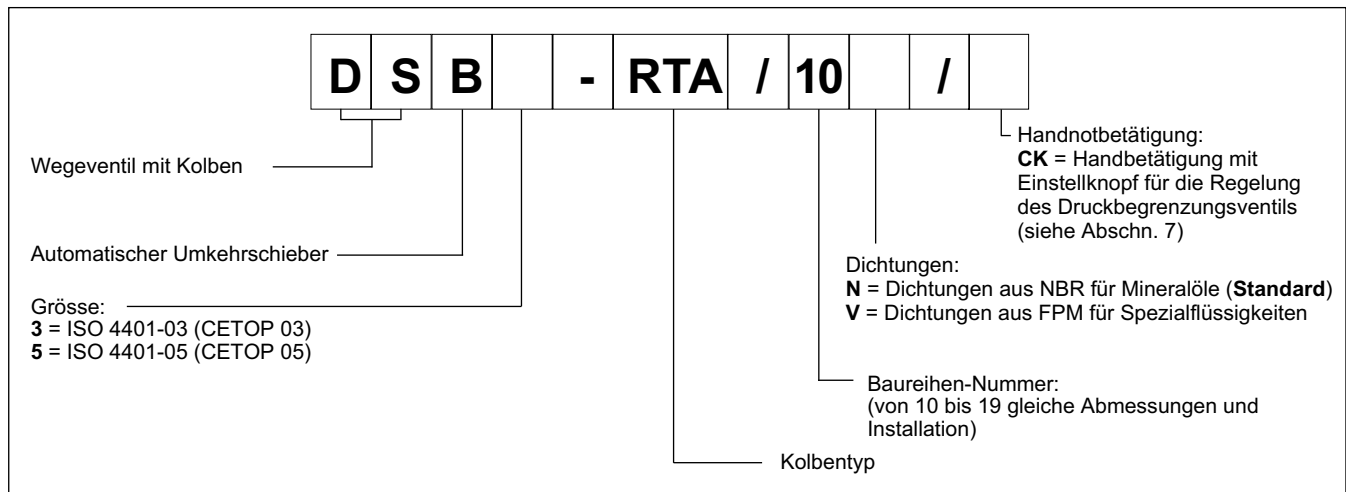 D S B - RTA / 10 /
Wegeventil mit Kolben
Automatischer Umkehrschieber
Grösse:
3 = ISO 4401-03 (CETOP 03)
5 = ISO 4401-05 (CETOP 05)
Handnotbetätigung:
CK = Handbetätigung mit
Einstellknopf für die Regelung
des Druckbegrenzungsventils
(siehe Abschn. 7)
Dichtungen:
N = Dichtungen aus NBR für Mineralöle (Standard)
V = Dichtungen aus FPM für Spezialflüssigkeiten
Baureihen-Nummer:
(von 10 bis 19 gleiche Abmessungen und
Installation)
Kolbentyp